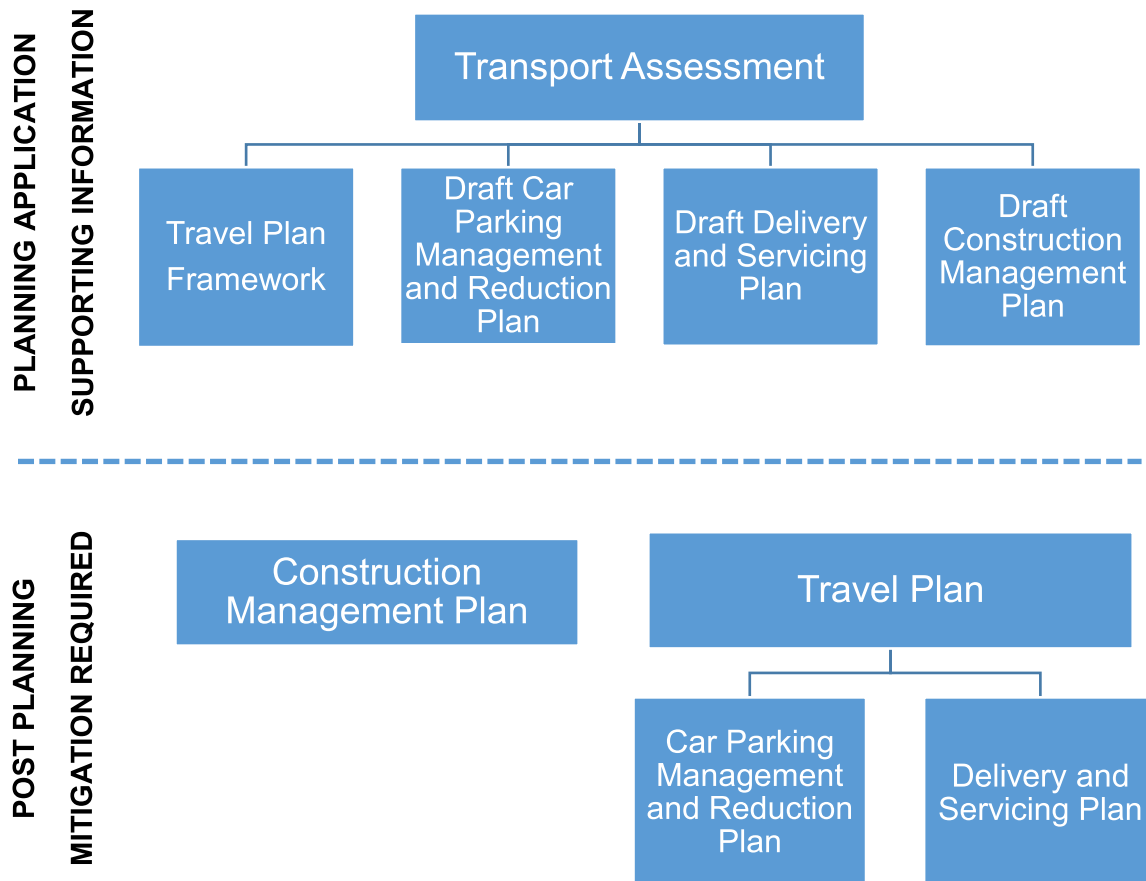 PLANNING APPLICATION
SUPPORTING INFORMATION
Transport Assessment
Travel Plan
Framework
Draft Car
Parking
Management
and Reduction
Plan
Draft Delivery
and Servicing
Plan
Draft
Construction
Management
Plan
POST PLANNING
MITIGATION REQUIRED
Construction
Management Plan
Travel Plan
Car Parking
Management
and Reduction
Plan
Delivery and
Servicing Plan